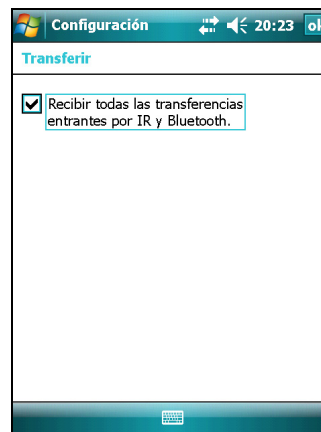 Configuración 20:23 ok
Transferir
Recibir todas las transferencias
entrantes por IR y Bluetooth.